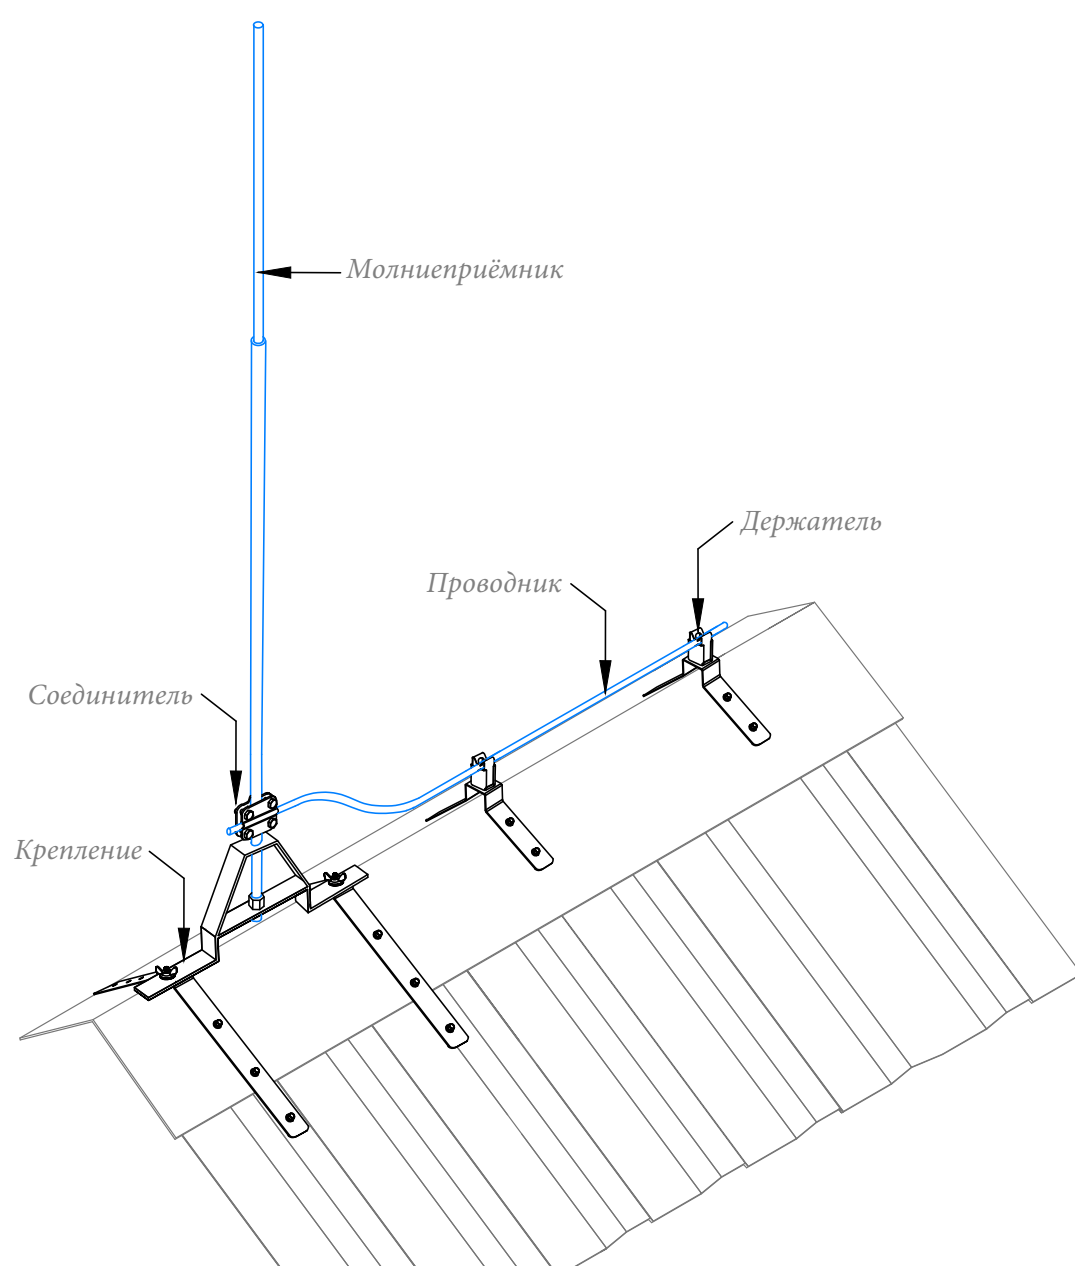 Молниеприёмник
Держатель
Проводник
Соединитель
Крепление